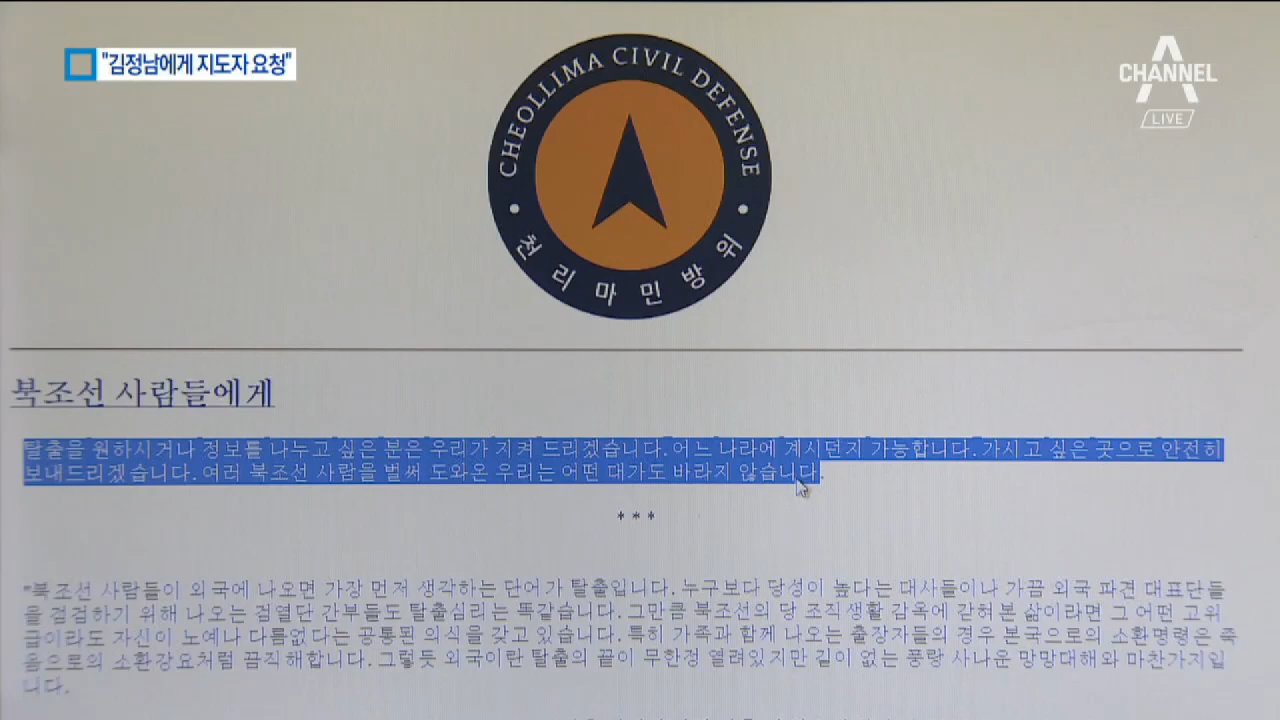 "김정남에게 지도자 요청"
CHANNEL
LIVE
CHEOLLIMA CIVIL DEFENSE
천리마민방위
북조선 사람들에게
탈출을 원하시거나 정보를 나누고 싶은 분은 우리가 지켜 드리겠습니다. 어느 나라에 계시던지 가능합니다. 가시고 싶은 곳으로 안전히
보내드리겠습니다. 여러 북조선 사람을 벌써 도와온 우리는 어떤 대가도 바라지 않습니다.
***
"북조선 사람들이 외국에 나오면 가장 먼저 생각하는 단어가 탈출입니다. 누구보다 당성이 높다는 대사들이나 가끔 외국 파견 대표단들
을 검검하기 위해 나오는 검열단 간부들도 탈출심리는 똑같습니다. 그만큼 북조선의 당 조직생활 감옥에 갇혀본 삶이라면 그 어떤 고위
급이라도 자신이 노예나 다름없다는 공통된 의식을 갖고 있습니다. 특히 가족과 함께 나오는 출장자들의 경우 본국으로의 소환명령은 죽
음으로의 소환강요처럼 끔직해합니다. 그렇듯 외국이란 탈출의 끝이 무한정 열려있지만 길이 없는 풍랑 사나운 망망대해와 마찬가지입
니다.